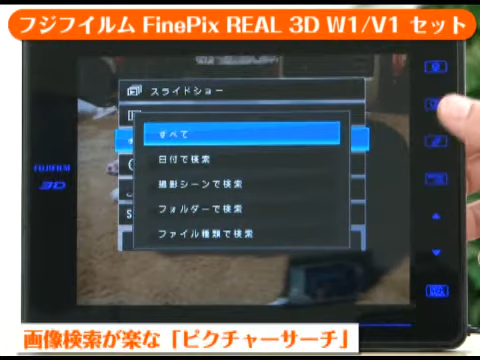 フジフイルム FinePix REAL 3D W1/V1 セット
スライドショー
すべて
日付で検索
撮影シーンで検索
フォルダーで検索
ファイル種類で検索
FUJIFILM
3D
画像検索が楽な「ピクチャーサーチ」